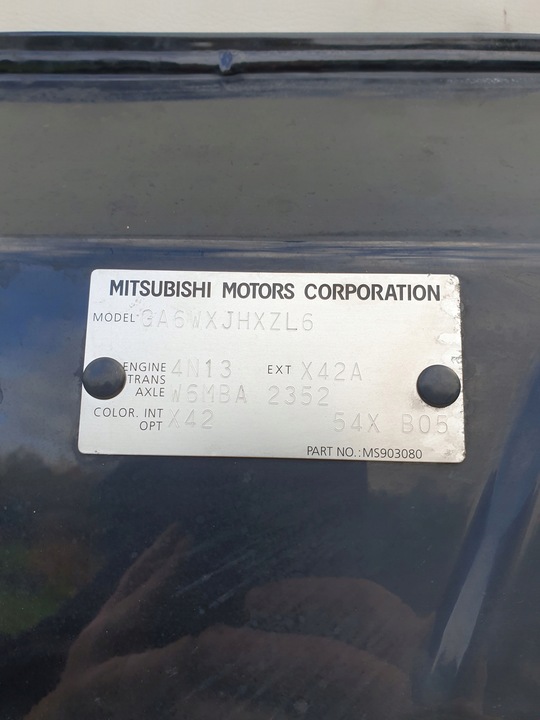 MITSUBISHI MOTORS CORPORATION
MODEL GA6WXJHXZL6
ENGINE 4N13 EXT X42A
TRANS
AXLE W6MBA 2352
COLOR. INT X42 54X B05
OPT
PART NO.:MS903080